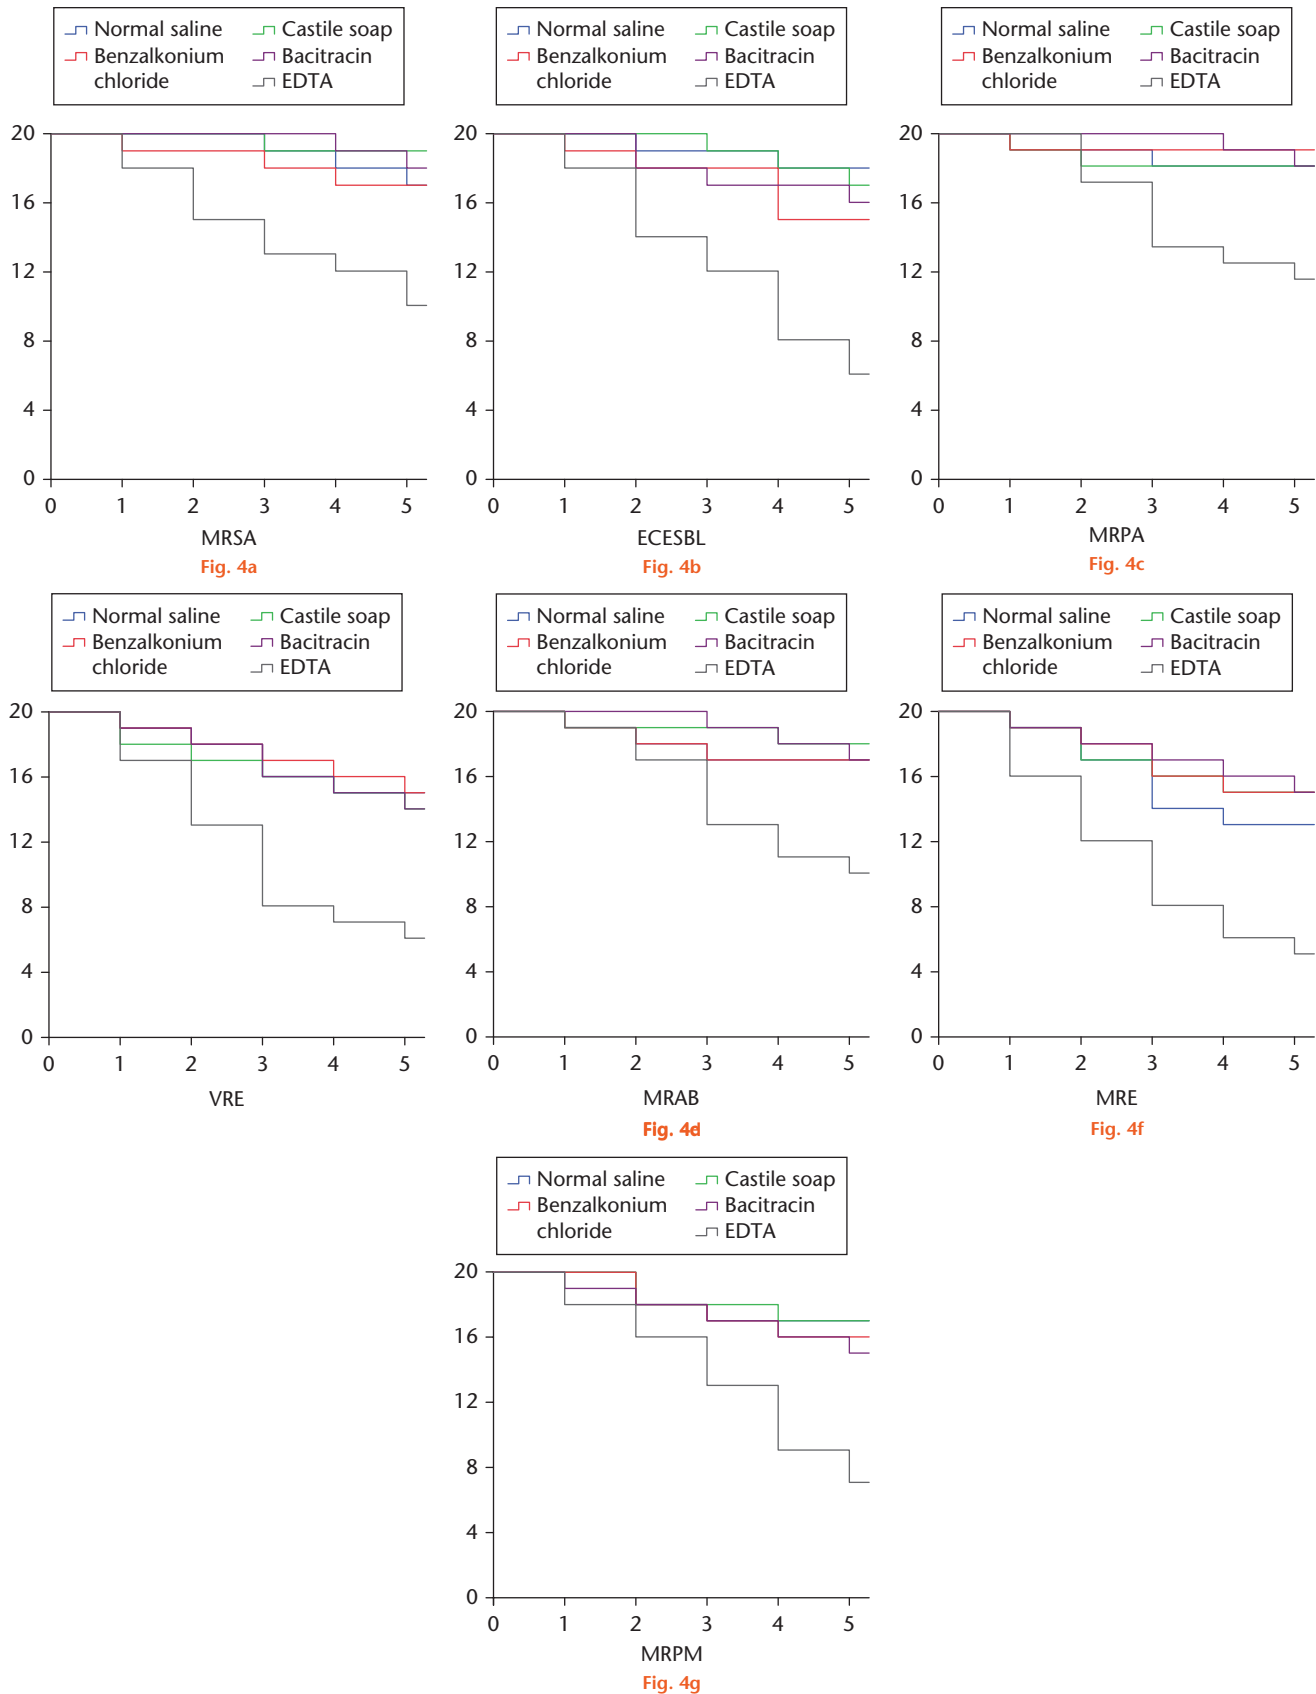 Normal saline Castile soap
Benzalkonium Bacitracin
chloride EDTA
20
16
12
8
4
0
0 1 2 3 4 5
MRSA
Fig. 4a
Normal saline Castile soap
Benzalkonium Bacitracin
chloride EDTA
20
16
12
8
4
0
0 1 2 3 4 5
ECESBL
Fig. 4b
Normal saline Castile soap
Benzalkonium Bacitracin
chloride EDTA
20
16
12
8
4
0
0 1 2 3 4 5
MRPA
Fig. 4c
Normal saline Castile soap
Benzalkonium Bacitracin
chloride EDTA
20
16
12
8
4
0
0 1 2 3 4 5
VRE
Normal saline Castile soap
Benzalkonium Bacitracin
chloride EDTA
20
16
12
8
4
0
0 1 2 3 4 5
MRAB
Fig.
Normal saline Castile soap
Benzalkonium Bacitracin
chloride EDTA
20
16
12
8
4
0
0 1 2 3 4 5
MRE
Fig. 4f
Normal saline Castile soap
Benzalkonium Bacitracin
chloride EDTA
20
16
12
8
4
0
0 1 2 3 4 5
MRPM
Fig. 4g